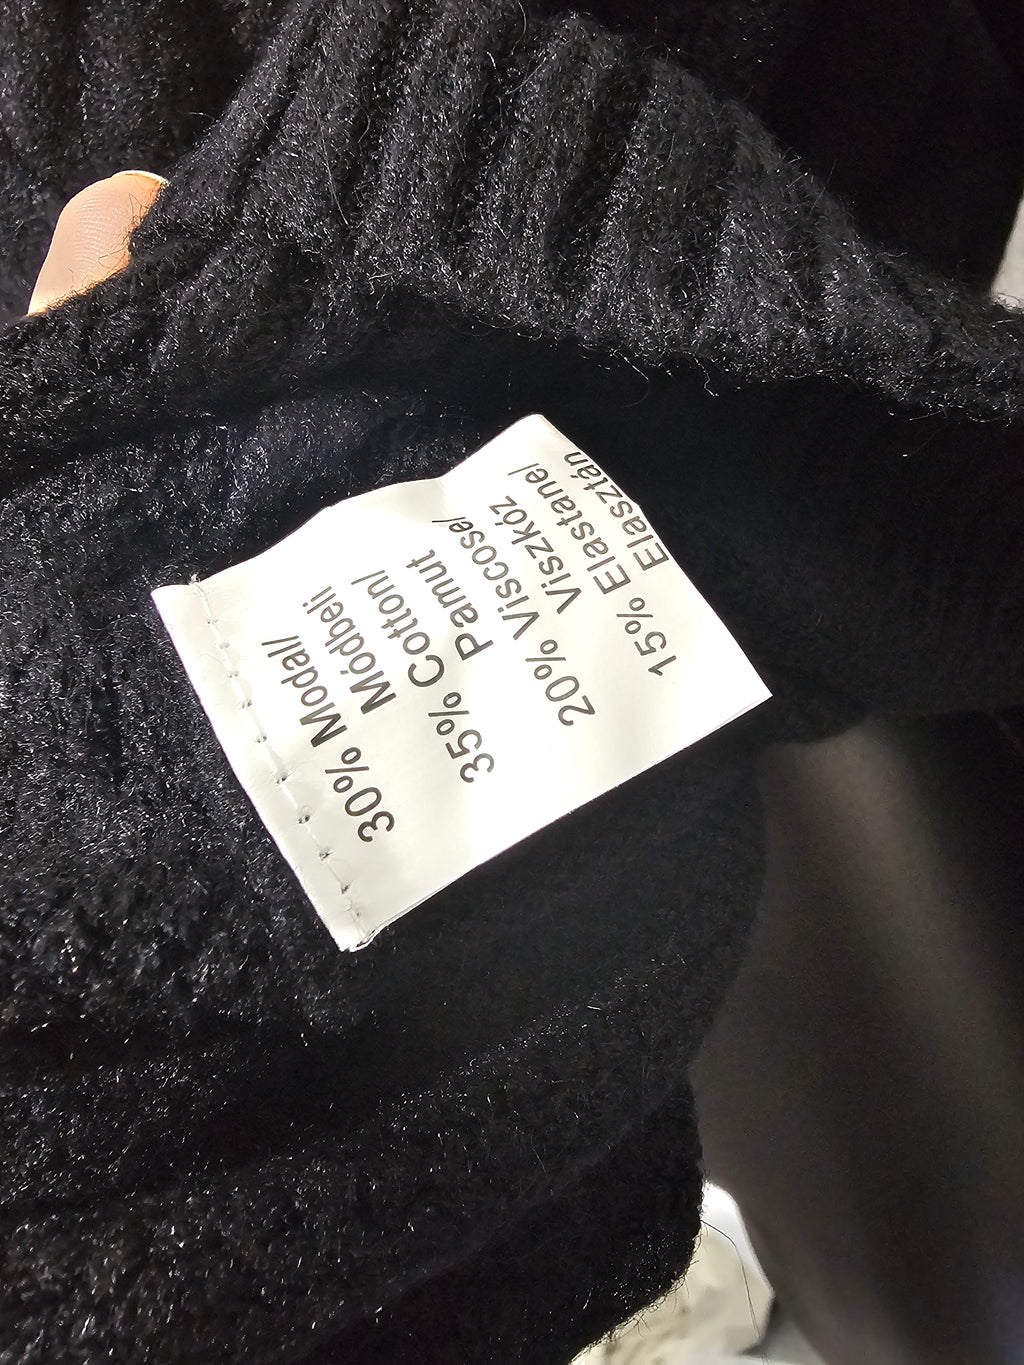 30% Modal/
Módbeli
35% Cotton/
Pamut
20% Viscose/
Viszkóz
15% Elastane/
Elasztán